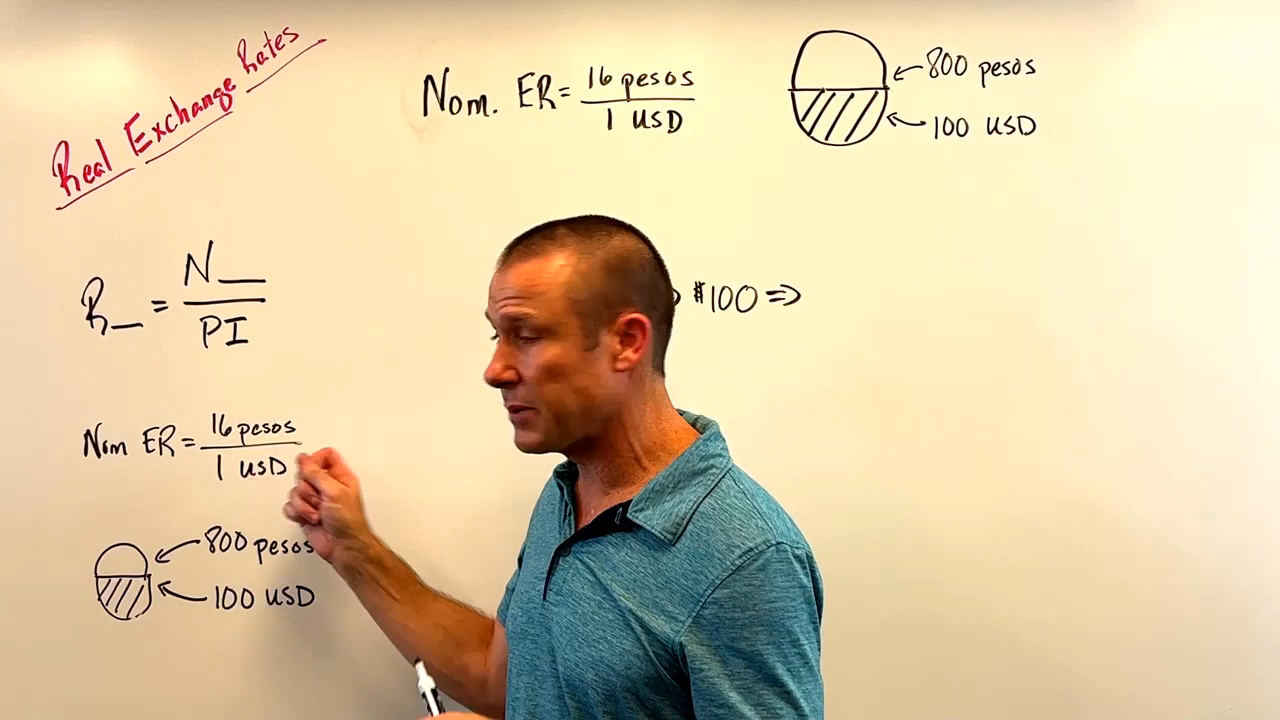 Real Exchange Rates
Nom. ER = 16 pesos / 1 USD
800 pesos
100 USD
R_ = N__ / PI
$100 ⇒
Nom ER = 16 pesos / 1 USD
800 pesos
100 USD